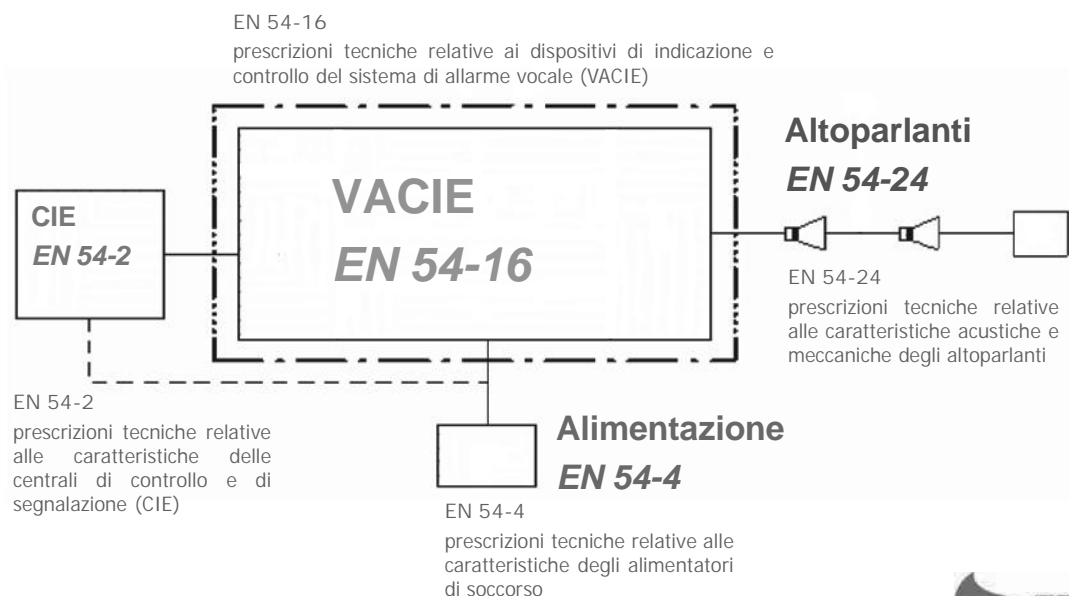 EN 54-16
prescrizioni tecniche relative ai dispositivi di indicazione e
controllo del sistema di allarme vocale (VACIE)
Altoparlanti
EN 54-24
VACIE
EN 54-16
CIE
EN 54-2
EN 54-24
prescrizioni tecniche relative
alle caratteristiche acustiche e
meccaniche degli altoparlanti
EN 54-2
prescrizioni tecniche relative
alle caratteristiche delle
centrali di controllo e di
segnalazione (CIE)
Alimentazione
EN 54-4
EN 54-4
prescrizioni tecniche relative alle
caratteristiche degli alimentatori
di soccorso